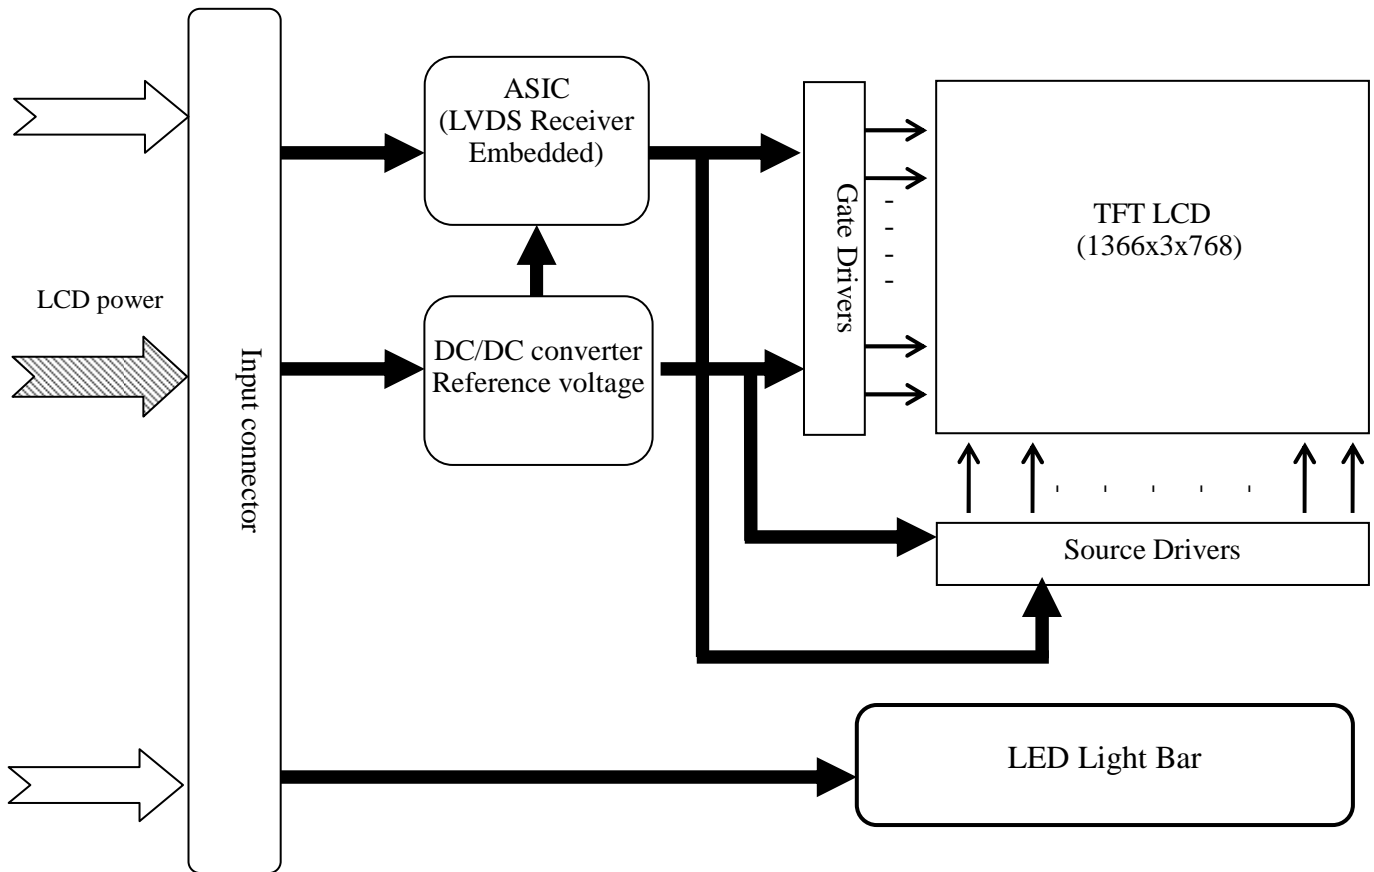 ASIC
(LVDS Receiver
Embedded)
Gate Drivers
TFT LCD
(1366x3x768)
LCD power
Input connector
DC/DC converter
Reference voltage
Source Drivers
LED Light Bar